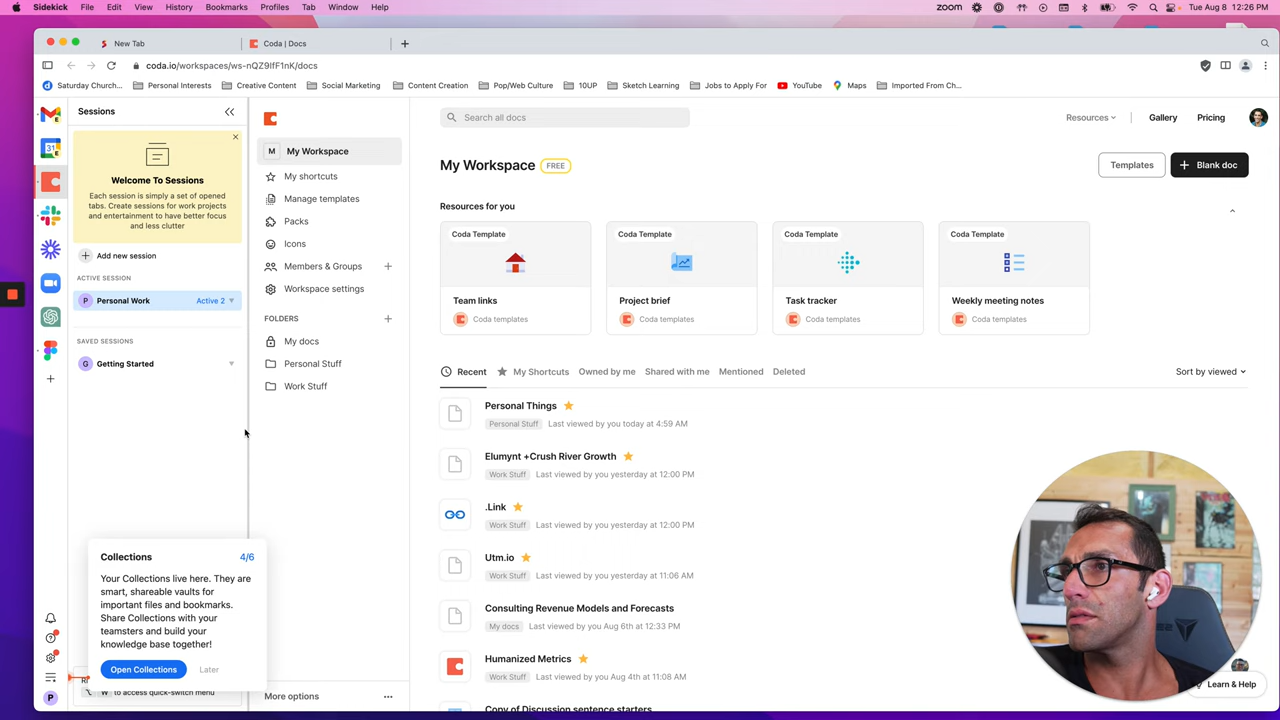 Sidekick File Edit View History Bookmarks Profiles Tab Window Help
zoom Tue Aug 8 12:26 PM
New Tab
Coda | Docs
coda.io/workspaces/ws-nQZ9IfF1nK/docs
Saturday Church... Personal Interests Creative Content Social Marketing Content Creation Pop/Web Culture 10UP Sketch Learning Jobs to Apply For YouTube Maps Imported From Ch...
Sessions
Welcome To Sessions
Each session is simply a set of opened
tabs. Create sessions for work projects
and entertainment to have better focus
and less clutter
Add new session
ACTIVE SESSION
P Personal Work Active 2
SAVED SESSIONS
G Getting Started
31
Collections 4/6
Your Collections live here. They are
smart, shareable vaults for
important files and bookmarks.
Share Collections with your
teamsters and build your
knowledge base together!
Open Collections Later
W to access quick-switch menu
P
M My Workspace
My shortcuts
Manage templates
Packs
Icons
Members & Groups
Workspace settings
FOLDERS
My docs
Personal Stuff
Work Stuff
More options
Search all docs
Resources Gallery Pricing
My Workspace FREE
Templates
Blank doc
Resources for you
Coda Template
Team links
Coda templates
Coda Template
Project brief
Coda templates
Coda Template
Task tracker
Coda templates
Coda Template
Weekly meeting notes
Coda templates
Recent My Shortcuts Owned by me Shared with me Mentioned Deleted
Sort by viewed
Personal Things
Personal Stuff Last viewed by you today at 4:59 AM
Elumynt +Crush River Growth
Work Stuff Last viewed by you yesterday at 12:00 PM
.Link
Work Stuff Last viewed by you yesterday at 12:00 PM
Utm.io
Work Stuff Last viewed by you yesterday at 11:06 AM
Consulting Revenue Models and Forecasts
My docs Last viewed by you Aug 6th at 12:33 PM
Humanized Metrics
Work Stuff Last viewed by you Aug 4th at 11:08 AM
Copy of Discussion sentence starters
Learn & Help